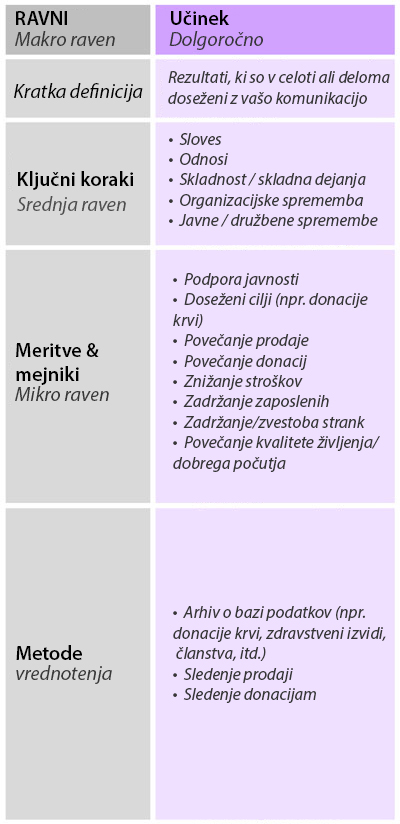 RAVNI
Makro raven
Učinek
Dolgoročno
Kratka definicija
Rezultati, ki so v celoti ali deloma
doseženi z vašo komunikacijo
Ključni koraki
Srednja raven
• Sloves
• Odnosi
• Skladnost / skladna dejanja
• Organizacijske sprememba
• Javne / družbene spremembe
Meritve &
mejniki
Mikro raven
• Podpora javnosti
• Doseženi cilji (npr. donacije
krvi)
• Povečanje prodaje
• Povečanje donacij
• Znižanje stroškov
• Zadržanje zaposlenih
• Zadržanje/zvestoba strank
• Povečanje kvalitete življenja/
dobrega počutja
Metode
vrednotenja
• Arhiv o bazi podatkov (npr.
donacije krvi, zdravstveni izvidi,
članstva, itd.)
• Sledenje prodaji
• Sledenje donacijam